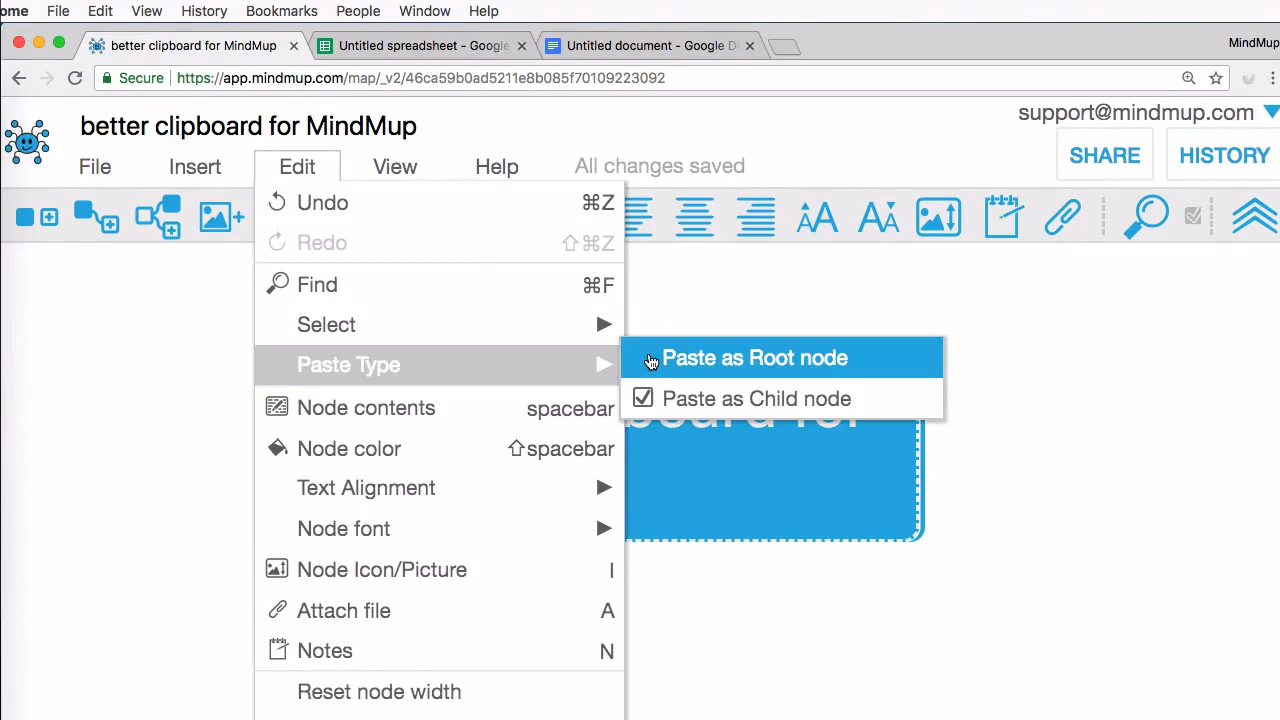 ome File Edit View History Bookmarks People Window Help
better clipboard for MindMup Untitled spreadsheet - Google Untitled document - Google D MindMup
Secure https://app.mindmup.com/map/_v2/46ca59b0ad5211e8b085f70109223092
better clipboard for MindMup
support@mindmup.com
File Insert Edit View Help All changes saved
SHARE HISTORY
Undo ⌘Z
Redo ⇧⌘Z
Find ⌘F
Select
Paste Type
Paste as Root node
Paste as Child node
board for
Node contents spacebar
Node color ⇧spacebar
Text Alignment
Node font
Node Icon/Picture I
Attach file A
Notes N
Reset node width